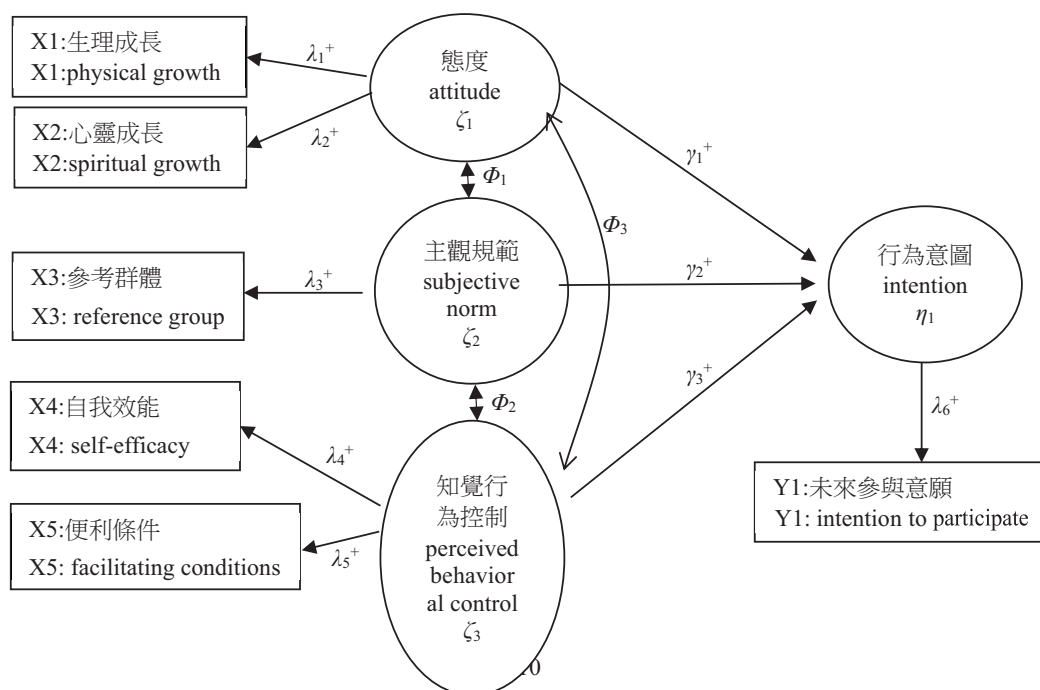 X1:生理成長
X1:physical growth
λ1+
態度
attitude
ζ1
X2:心靈成長
X2:spiritual growth
λ2+
γ1+
Φ1
Φ3
X3:參考群體
X3: reference group
λ3+
主觀規範
subjective
norm
ζ2
γ2+
行為意圖
intention
η1
Φ2
γ3+
X4:自我效能
X4: self-efficacy
λ4+
λ6+
知覺行
為控制
perceived
behavior
al control
ζ3
X5:便利條件
X5: facilitating conditions
λ5+
Y1:未來參與意願
Y1: intention to participate